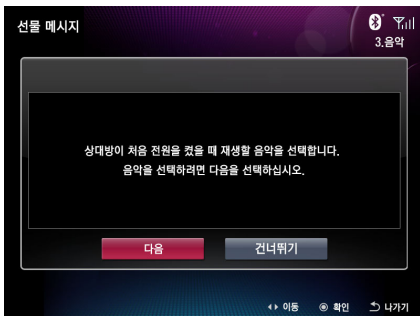 선물 메시지
3.음악
상대방이 처음 전원을 켰을 때 재생할 음악을 선택합니다.
음악을 선택하려면 다음을 선택하십시오.
다음
건너뛰기
이동 확인 나가기